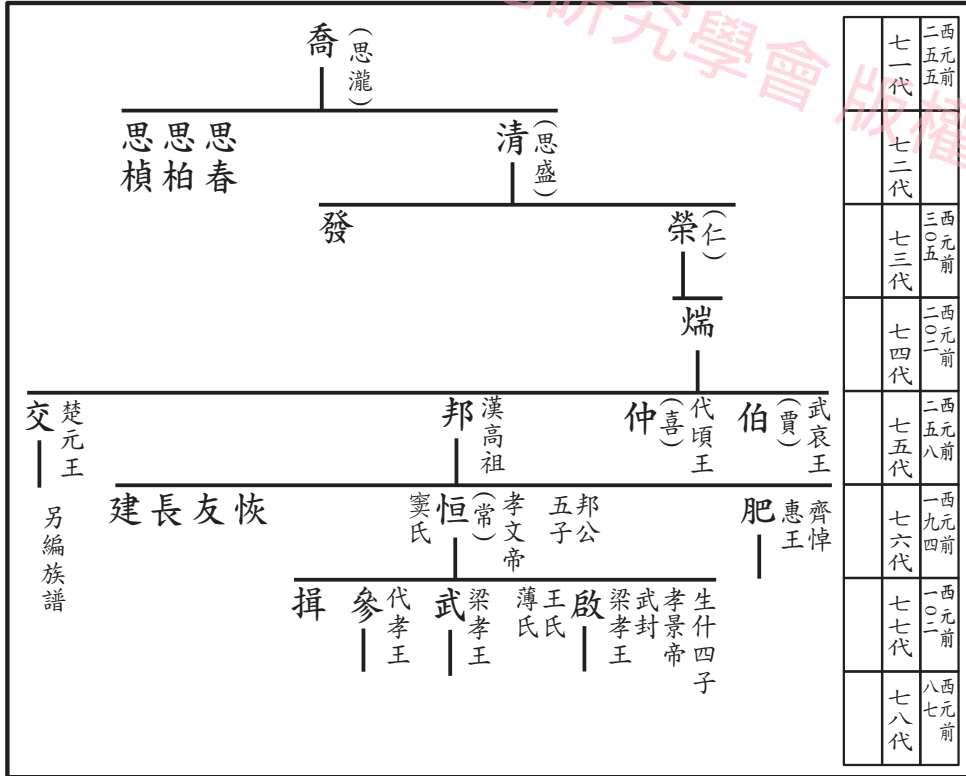 研究學會 版權
西元前二五五
七一代
七二代
西元前三〇五
七三代
西元前二〇二
七四代
西元前二五八
七五代
西元前一九四
七六代
西元前一〇二
七七代
西元前八七
七八代
喬
(思瀧)
清
(思盛)
思春
思柏
思楨
榮
(仁)
發
煓
武哀王
伯
(賈)
代頃王
仲
(喜)
漢高祖
邦
楚元王
交
另編族譜
齊悼
惠王
肥
邦公
五子
孝文帝
(常)
恒
竇氏
恢
友
長
建
生什四子
孝景帝
武封
梁孝王
啟
王氏
薄氏
梁孝王
武
代孝王
參
揖